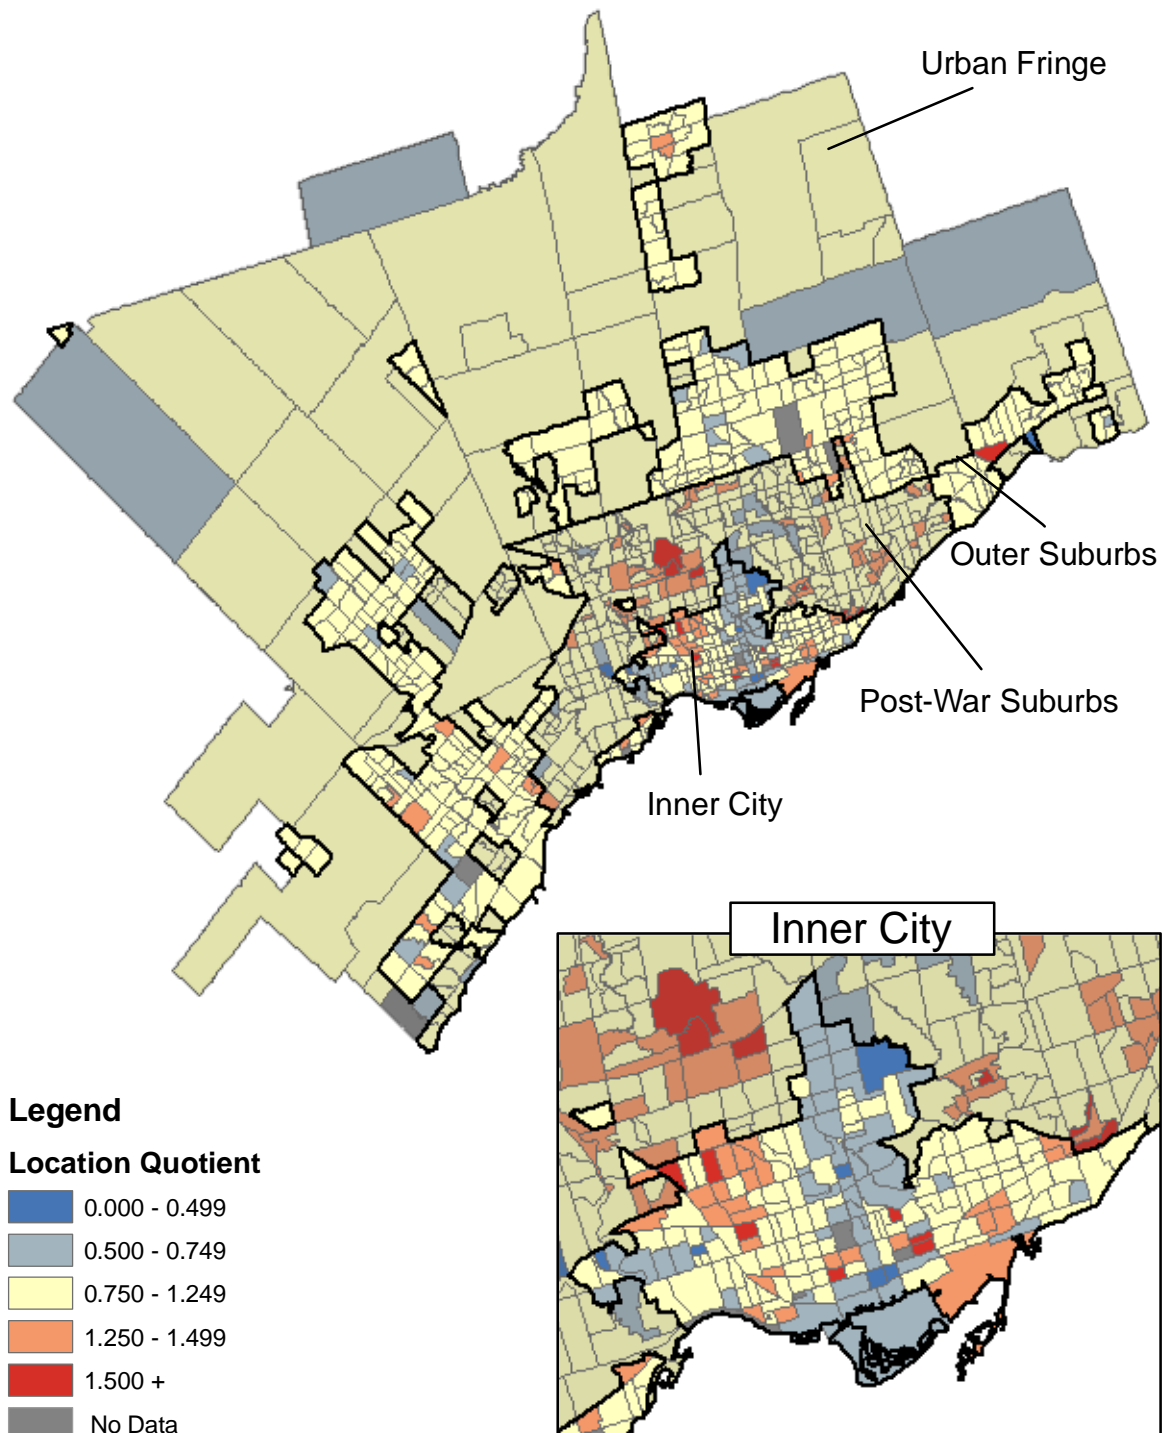 Urban Fringe
Outer Suburbs
Post-War Suburbs
Inner City
Inner City
Legend
Location Quotient
0.000 - 0.499
0.500 - 0.749
0.750 - 1.249
1.250 - 1.499
1.500 +
No Data